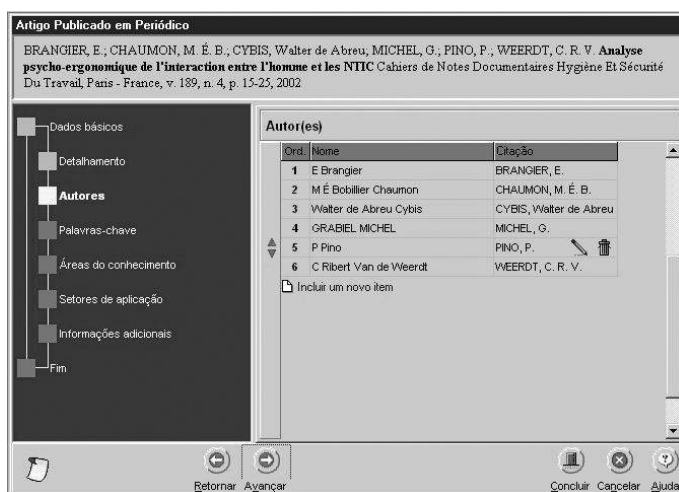 Artigo Publicado em Periódico
BRANGIER, E.; CHAUMON, M. É. B.; CYBIS, Walter de Abreu; MICHEL, G.; PINO, P.; WEERDT, C. R. V. Analyse
psycho-ergonomique de l'interaction entre l'homme et les NTIC Cahiers de Notes Documentaires Hygiène Et Sécurité
Du Travail, Paris - France, v. 189, n. 4, p. 15-25, 2002
Dados básicos
Detalhamento
Autores
Palavras-chave
Áreas do conhecimento
Setores de aplicação
Informações adicionais
Fim
Autor(es)
Ord. Nome Citação
1 E Brangier BRANGIER, E.
2 M É Bobillier Chaumon CHAUMON, M. É. B.
3 Walter de Abreu Cybis CYBIS, Walter de Abreu
4 GRABIEL MICHEL MICHEL, G.
5 P Pino PINO, P.
6 C Ribert Van de Weerdt WEERDT, C. R. V.
Incluir um novo item
Retornar Avançar Concluir Cancelar Ajuda